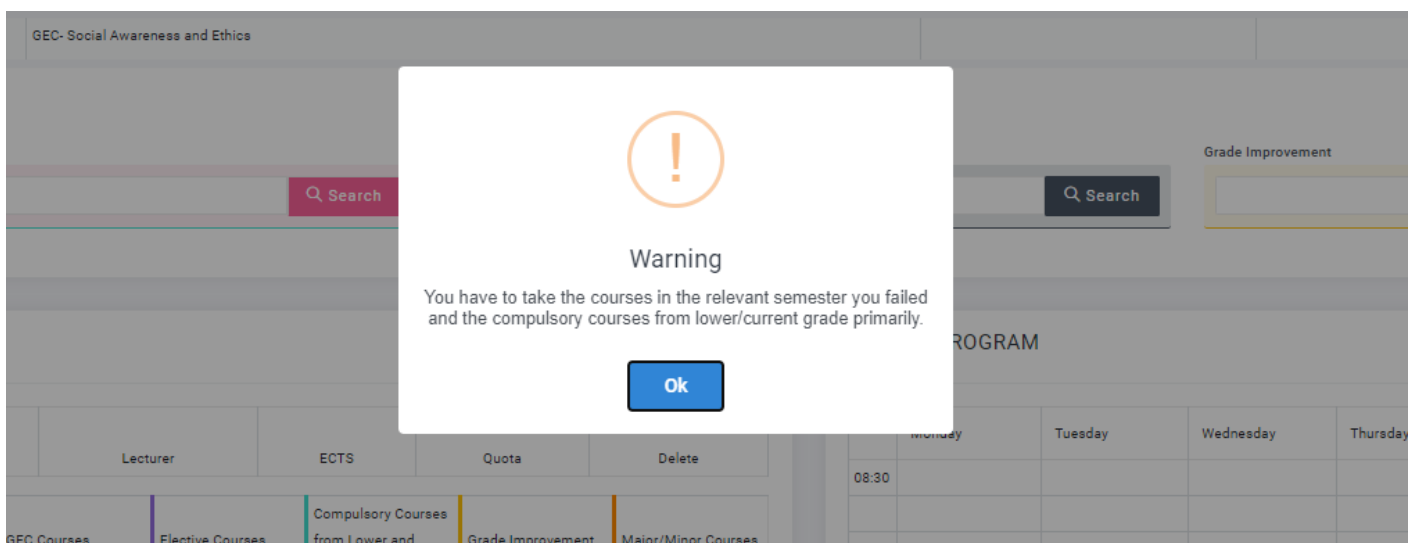 GEC- Social Awareness and Ethics
Grade Improvement
Search
Search
!
Warning
You have to take the courses in the relevant semester you failed
and the compulsory courses from lower/current grade primarily.
Ok
ROGRAM
Monday Tuesday Wednesday Thursday
Lecturer ECTS Quota Delete
08:30
Compulsory Courses
GEC Courses Elective Courses from Lower and Grade Improvement Major/Minor Courses